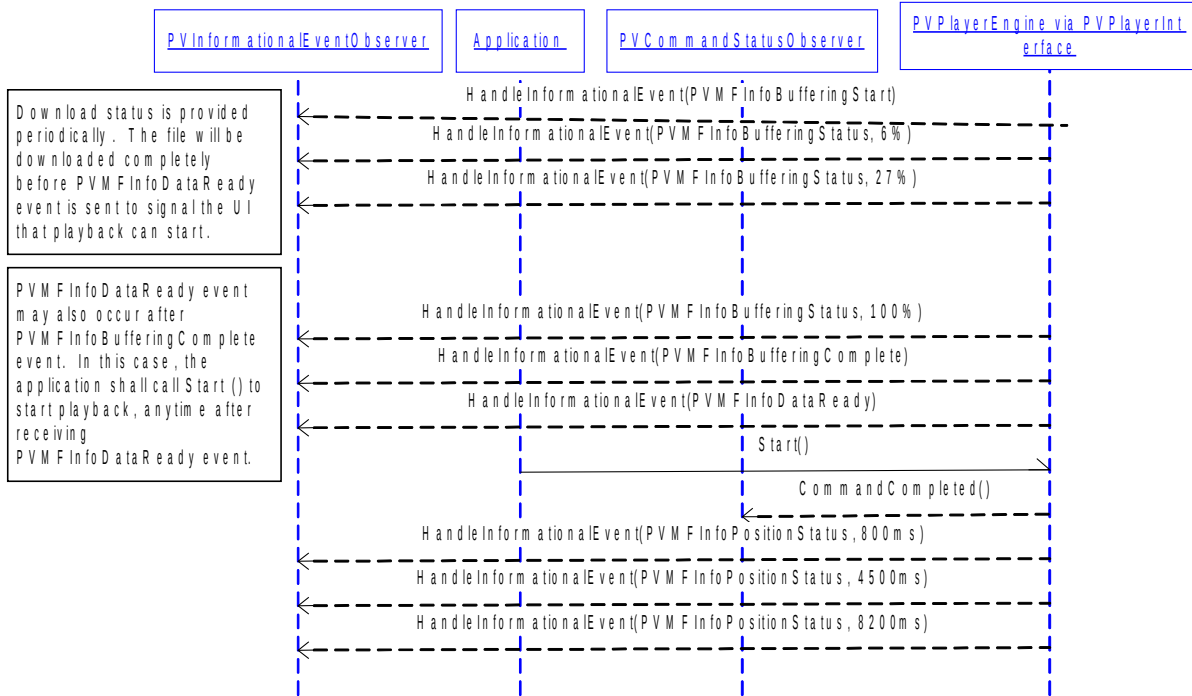 PVInformationalEventObserver
Application
PVCommandStatusObserver
PVPlayerEngine via PVPlayerInt
erface
HandleInformationalEvent(PVMFInfoBufferingStart)
Download status is provided
periodically. The file will be
downloaded completely
before PVMFInfoDataReady
event is sent to signal the UI
that playback can start.
HandleInformationalEvent(PVMFInfoBufferingStatus, 6%)
HandleInformationalEvent(PVMFInfoBufferingStatus, 27%)
PVMFInfoDataReady event
may also occur after
PVMFInfoBufferingComplete
event. In this case, the
application shall call Start () to
start playback, anytime after
receiving
PVMFInfoDataReady event.
HandleInformationalEvent(PVMFInfoBufferingStatus, 100%)
HandleInformationalEvent(PVMFInfoBufferingComplete)
HandleInformationalEvent(PVMFInfoDataReady)
Start()
CommandCompleted()
HandleInformationalEvent(PVMFInfoPositionStatus, 800ms)
HandleInformationalEvent(PVMFInfoPositionStatus, 4500ms)
HandleInformationalEvent(PVMFInfoPositionStatus, 8200ms)